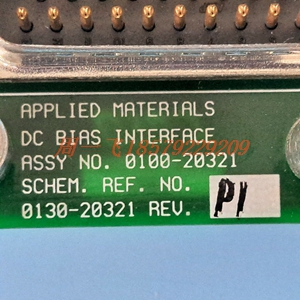 APPLIED MATERIALS
DC BIAS INTERFACE
ASSY NO. 0100-20321
SCHEM. REF. NO.
0130-20321 REV. P1